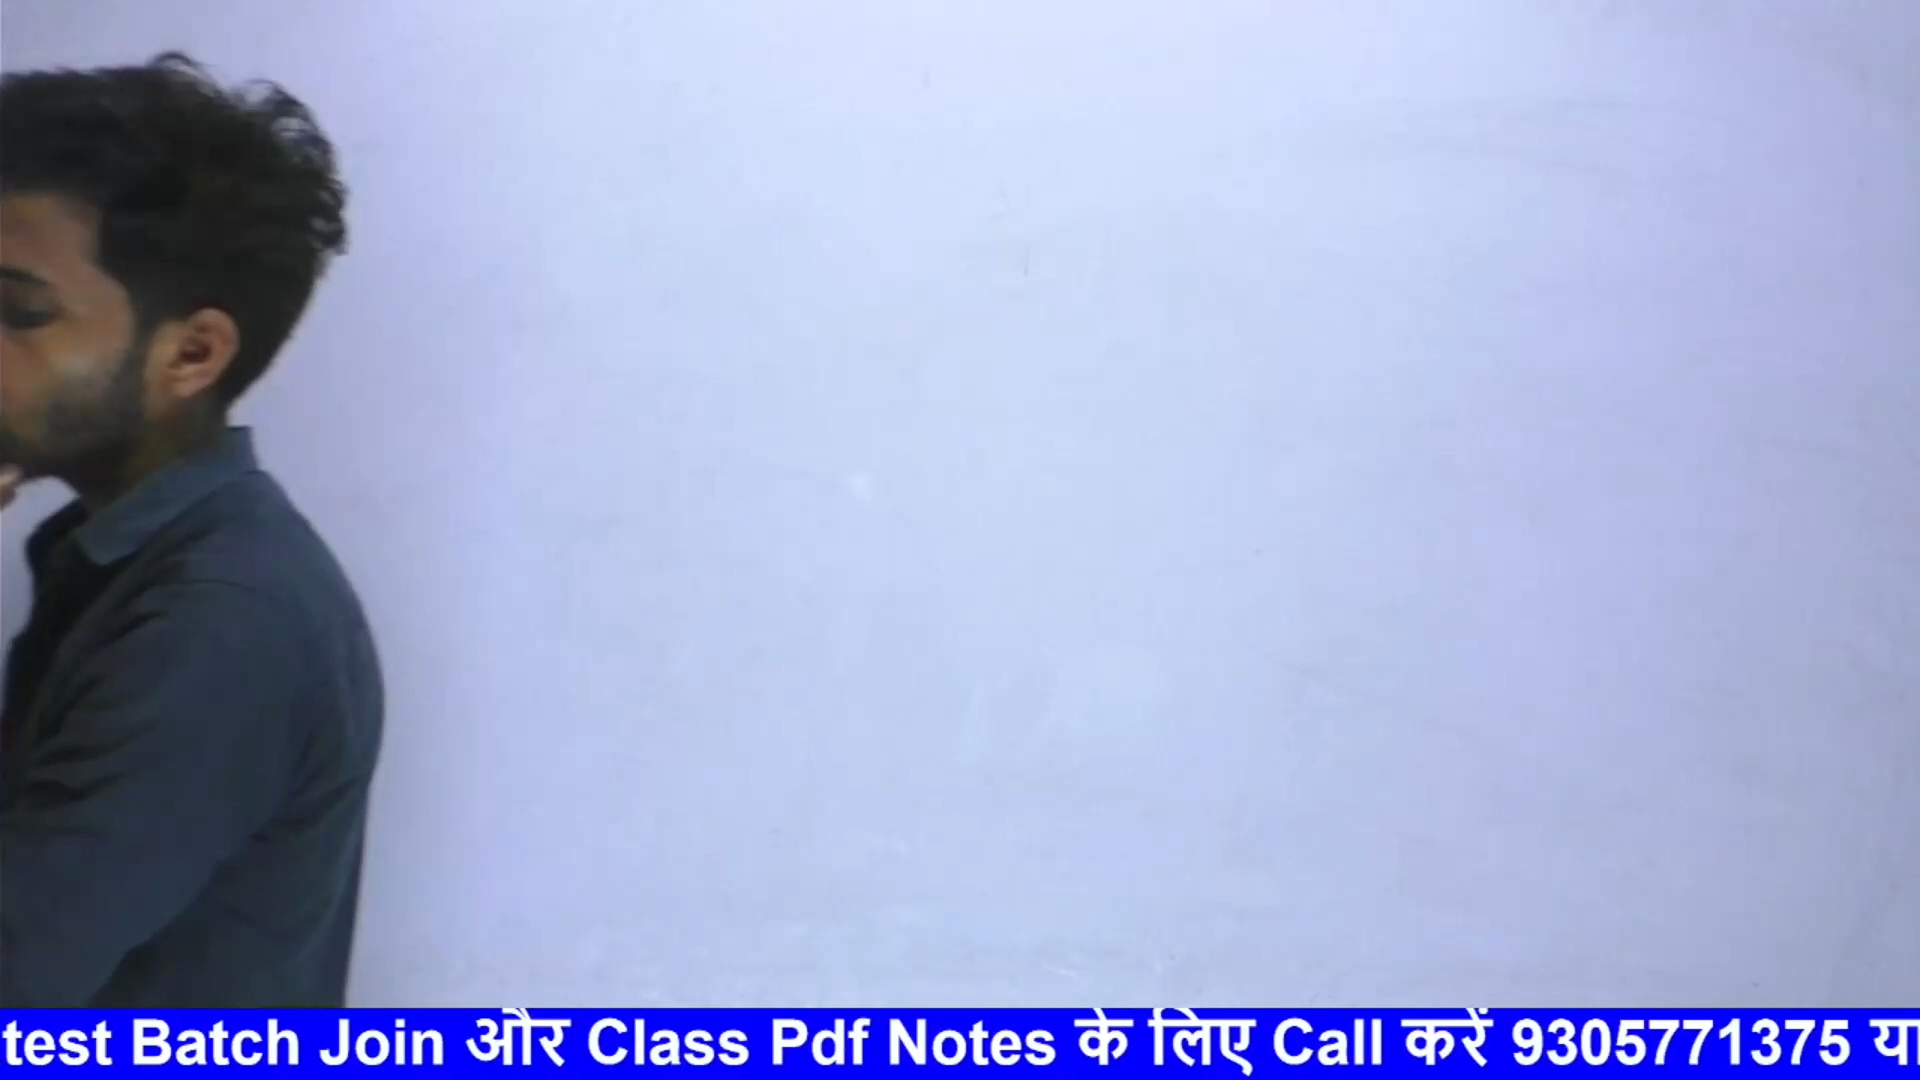 test Batch Join और Class Pdf Notes के लिए Call करें 9305771375 या